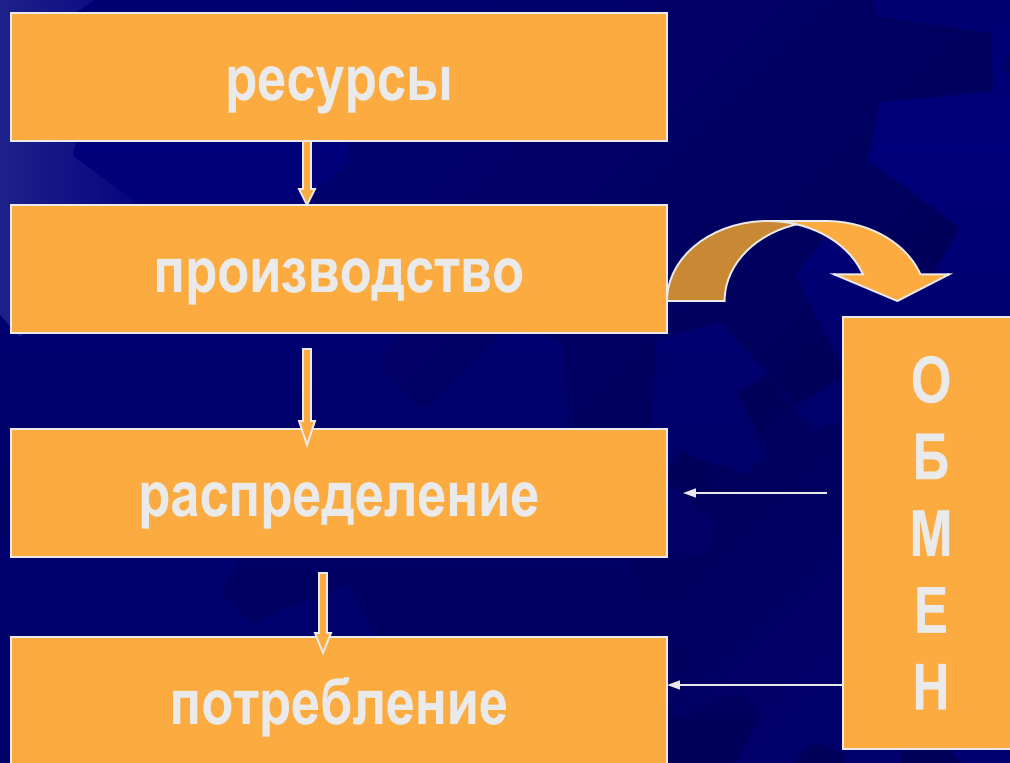 ресурсы
производство
распределение
потребление
О
Б
М
Е
Н